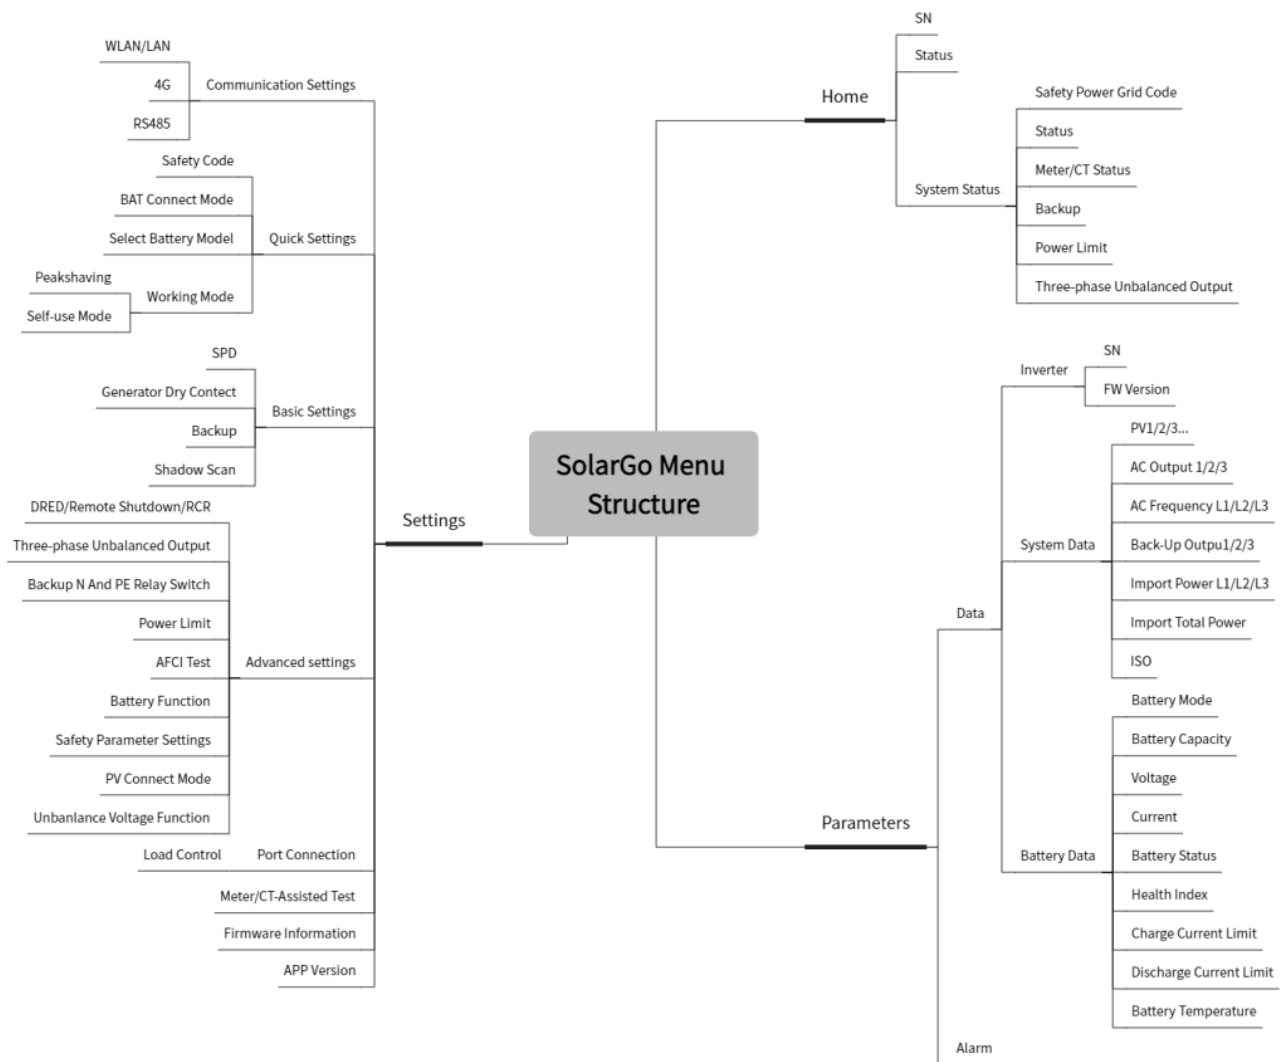 SolarGo Menu
Structure
Home
SN
Status
System Status
Safety Power Grid Code
Status
Meter/CT Status
Backup
Power Limit
Three-phase Unbalanced Output
Parameters
Data
Inverter
SN
FW Version
System Data
PV1/2/3...
AC Output 1/2/3
AC Frequency L1/L2/L3
Back-Up Outpu1/2/3
Import Power L1/L2/L3
Import Total Power
ISO
Battery Data
Battery Mode
Battery Capacity
Voltage
Current
Battery Status
Health Index
Charge Current Limit
Discharge Current Limit
Battery Temperature
Alarm
Settings
Communication Settings
WLAN/LAN
4G
RS485
Quick Settings
Safety Code
BAT Connect Mode
Select Battery Model
Working Mode
Peakshaving
Self-use Mode
Basic Settings
SPD
Generator Dry Contect
Backup
Shadow Scan
Advanced settings
DRED/Remote Shutdown/RCR
Three-phase Unbalanced Output
Backup N And PE Relay Switch
Power Limit
AFCI Test
Battery Function
Safety Parameter Settings
PV Connect Mode
Unbanlance Voltage Function
Port Connection
Load Control
Meter/CT-Assisted Test
Firmware Information
APP Version